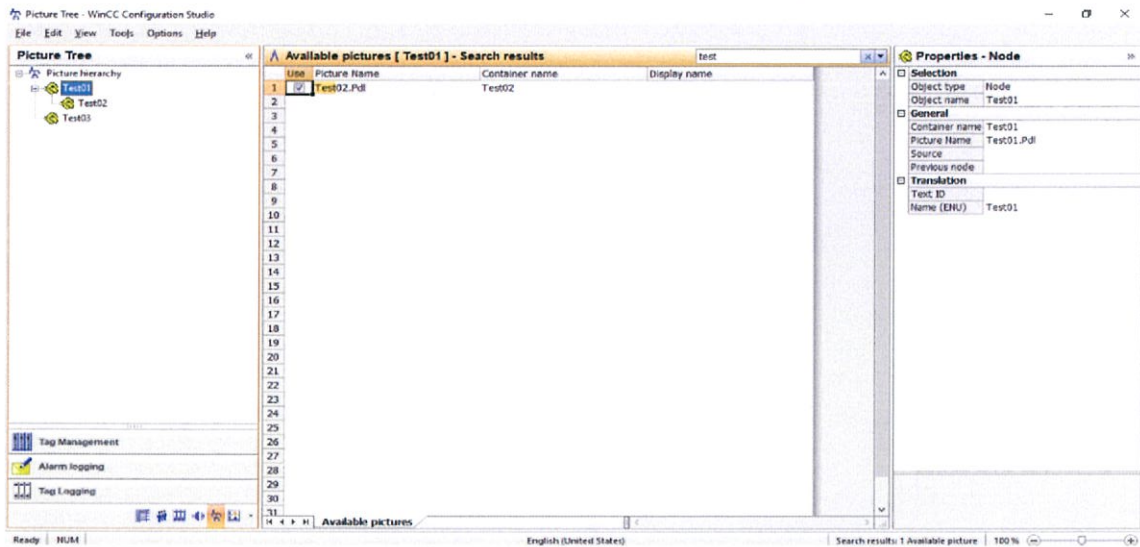 Picture Tree - WinCC Configuration Studio
File Edit View Tools Options Help
Picture Tree «
Picture hierarchy
Test01
Test02
Test03
Tag Management
Alarm logging
Tag Logging
Available pictures [ Test01 ] - Search results test
Use Picture Name Container name Display name
1 Test02.Pdl Test02
2
3
4
5
6
7
8
9
10
11
12
13
14
15
16
17
18
19
20
21
22
23
24
25
26
27
28
29
30
31
Available pictures
Properties - Node »
Selection
Object type Node
Object name Test01
General
Container name Test01
Picture Name Test01.Pdl
Source
Previous node
Translation
Text ID
Name (ENU) Test01
Ready NUM English (United States) Search results: 1 Available picture 100 %